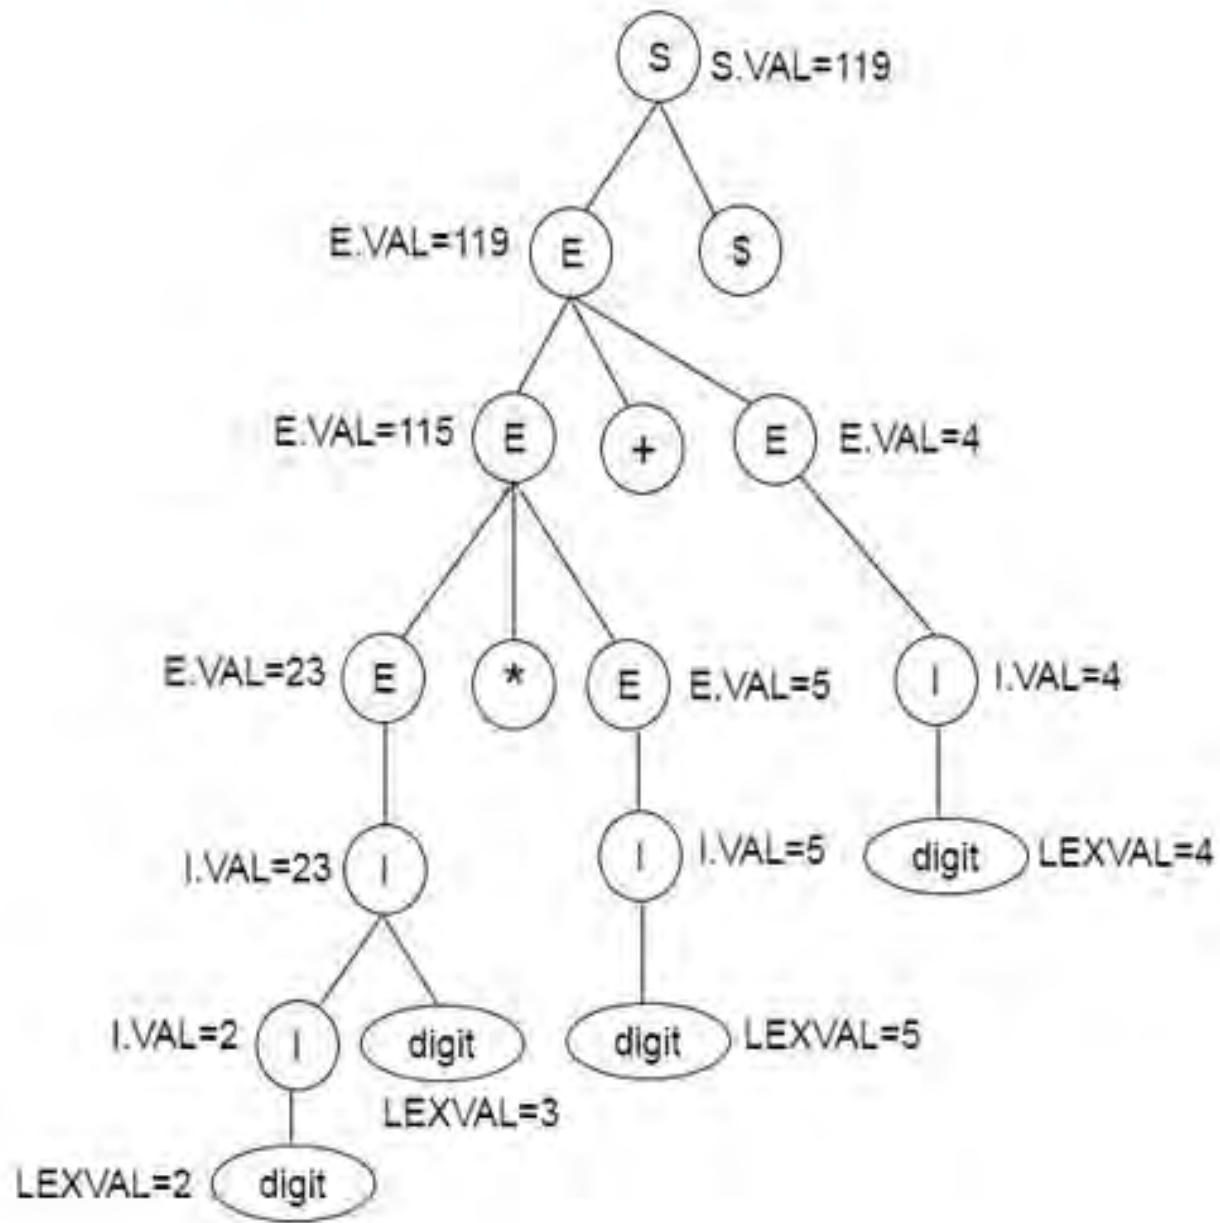 S S.VAL=119
E.VAL=119 E $
E.VAL=115 E + E E.VAL=4
E.VAL=23 E * E E.VAL=5 I I.VAL=4
I.VAL=23 I I I.VAL=5 digit LEXVAL=4
I.VAL=2 I digit digit LEXVAL=5
LEXVAL=3
LEXVAL=2 digit